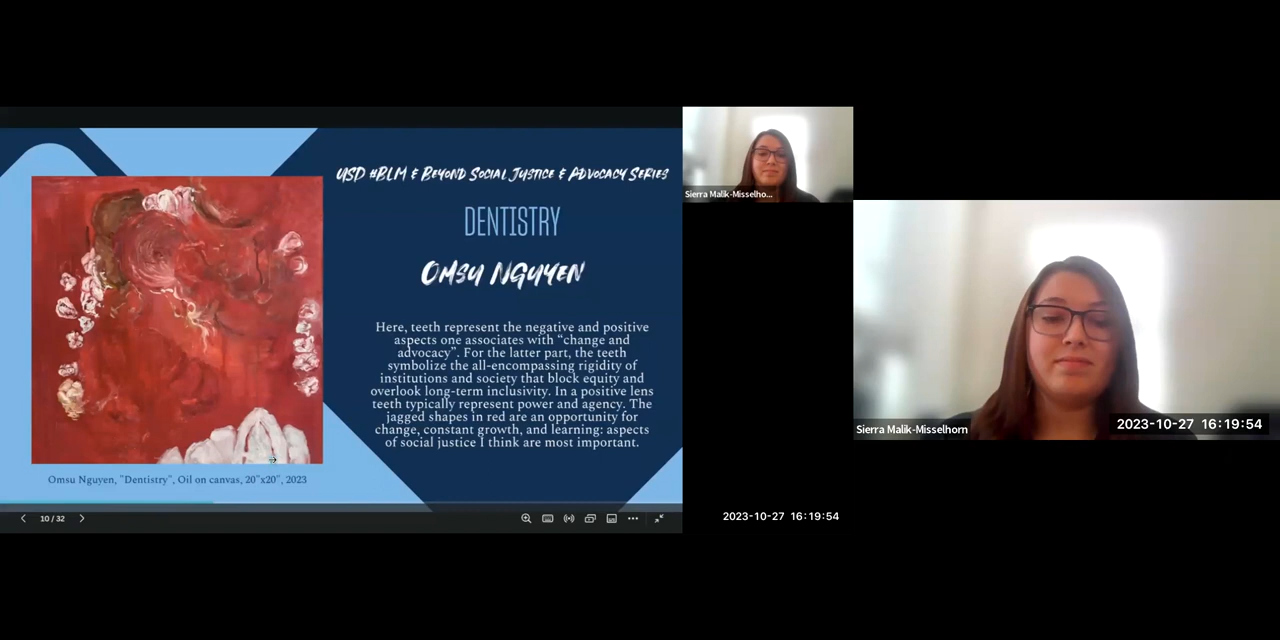 USD #BLM & Beyond Social Justice & Advocacy Series
DENTISTRY
OMSU NGUYEN
Here, teeth represent the negative and positive
aspects one associates with “change and
advocacy”. For the latter part, the teeth
symbolize the all-encompassing rigidity of
institutions and society that block equity and
overlook long-term inclusivity. In a positive lens
teeth typically represent power and agency. The
jagged shapes in red are an opportunity for
change, constant growth, and learning: aspects
of social justice I think are most important.
Omsu Nguyen, "Dentistry", Oil on canvas, 20"x20", 2023
10 / 32
Sierra Malik-Misselho...
2023-10-27 16:19:54
Sierra Malik-Misselhorn
2023-10-27 16:19:54